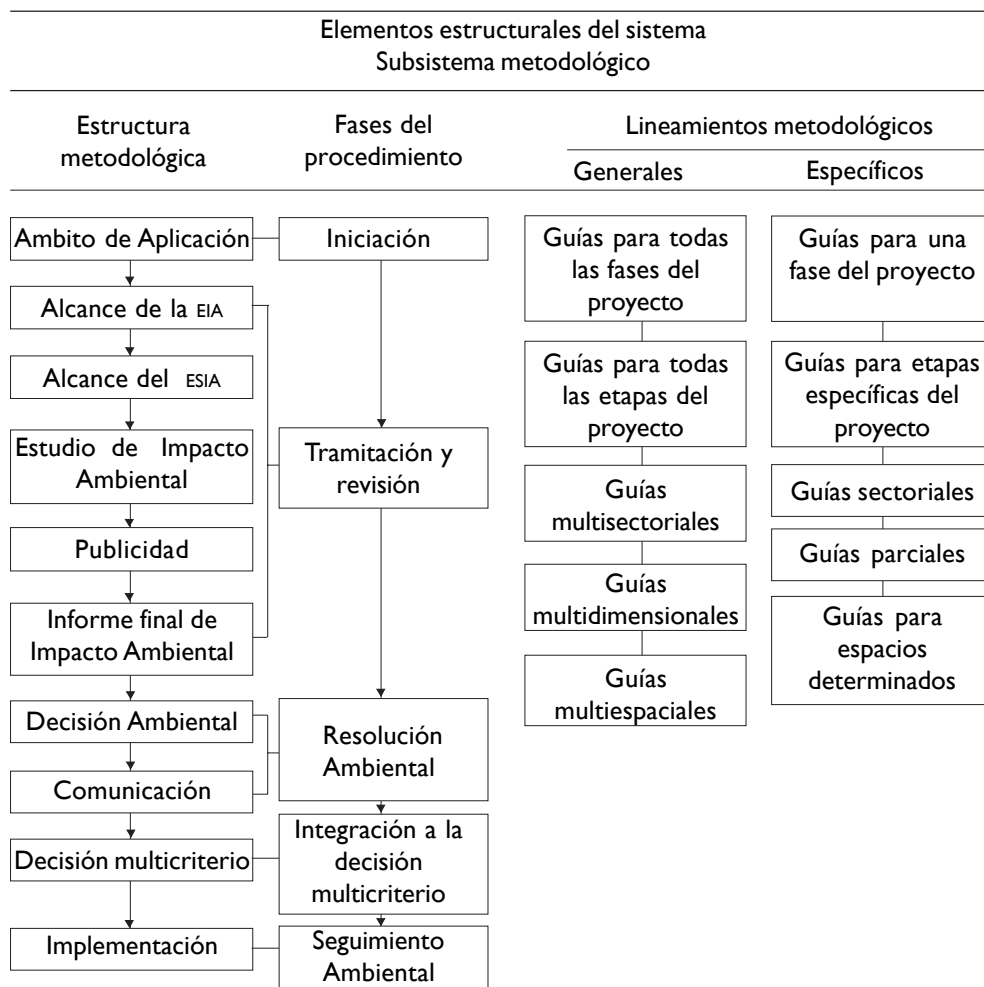 Elementos estructurales del sistema
Subsistema metodológico
Estructura
metodológica
Fases del
procedimiento
Lineamientos metodológicos
Generales
Específicos
Ambito de Aplicación
Alcance de la EIA
Alcance del ESIA
Estudio de Impacto
Ambiental
Publicidad
Informe final de
Impacto Ambiental
Decisión Ambiental
Comunicación
Decisión multicriterio
Implementación
Iniciación
Tramitación y
revisión
Resolución
Ambiental
Integración a la
decisión
multicriterio
Seguimiento
Ambiental
Guías para todas
las fases del
proyecto
Guías para todas
las etapas del
proyecto
Guías
multisectoriales
Guías
multidimensionales
Guías
multiespaciales
Guías para una
fase del proyecto
Guías para etapas
específicas del
proyecto
Guías sectoriales
Guías parciales
Guías para
espacios
determinados